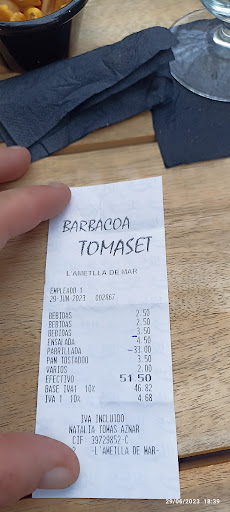 BARBACOA
TOMASET
L'AMETLLA DE MAR
EMPLEADO 1
29-JUN-2023 002867
BEBIDAS 2.50
BEBIDAS 2.50
BEBIDAS 3.50
ENSALADA 4.50
PARRILLADA 33.00
PAN TOSTADO 3.50
VARIOS 2.00
EFECTIVO 51.50
BASE IVA1 10% 46.82
IVA 1 10% 4.68
IVA INCLUIDO
NATALIA TOMAS AZNAR
CIF: 39729852-C
-L'AMETLLA DE MAR-
29/06/2023 18:39